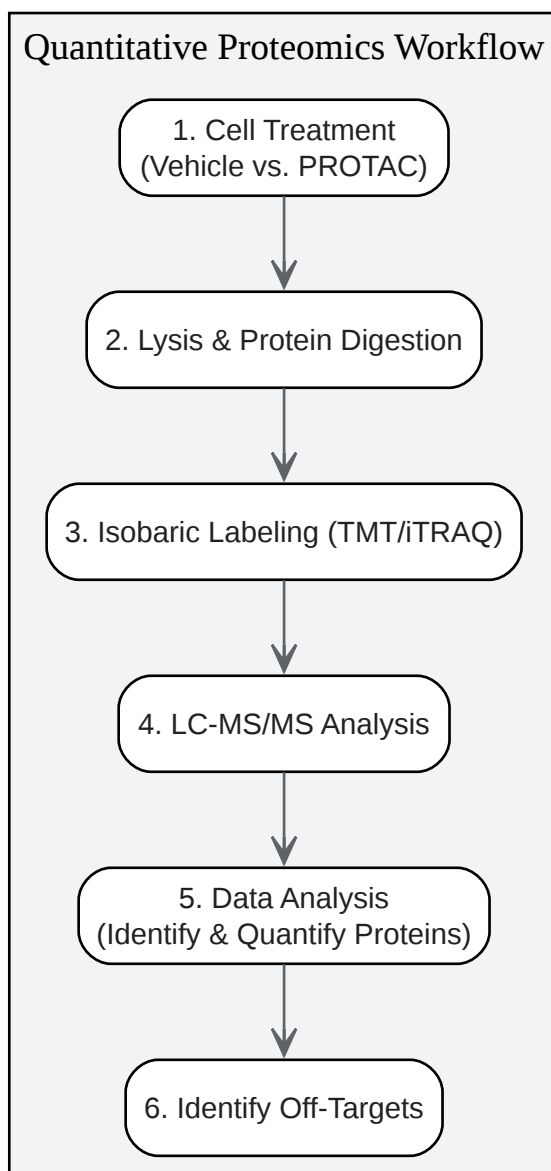 Quantitative Proteomics Workflow
1. Cell Treatment
(Vehicle vs. PROTAC)
2. Lysis & Protein Digestion
3. Isobaric Labeling (TMT/iTRAQ)
4. LC-MS/MS Analysis
5. Data Analysis
(Identify & Quantify Proteins)
6. Identify Off-Targets